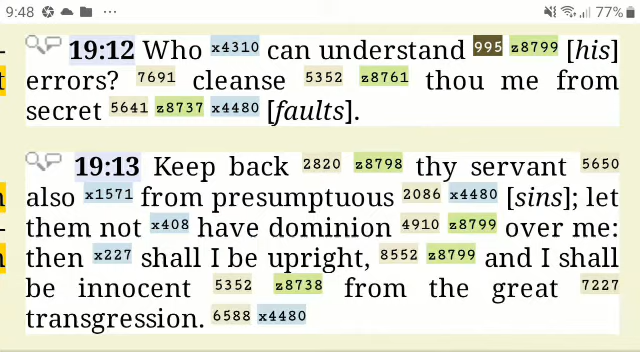 9:48 ... 77%
19:12 Who x4310 can understand 995 z8799 [his]
errors? 7691 cleanse 5352 z8761 thou me from
secret 5641 z8737 x4480 [faults].
19:13 Keep back 2820 z8798 thy servant 5650
also x1571 from presumptuous 2086 x4480 [sins]; let
them not x408 have dominion 4910 z8799 over me:
then x227 shall I be upright, 8552 z8799 and I shall
be innocent 5352 z8738 from the great 7227
transgression. 6588 x4480